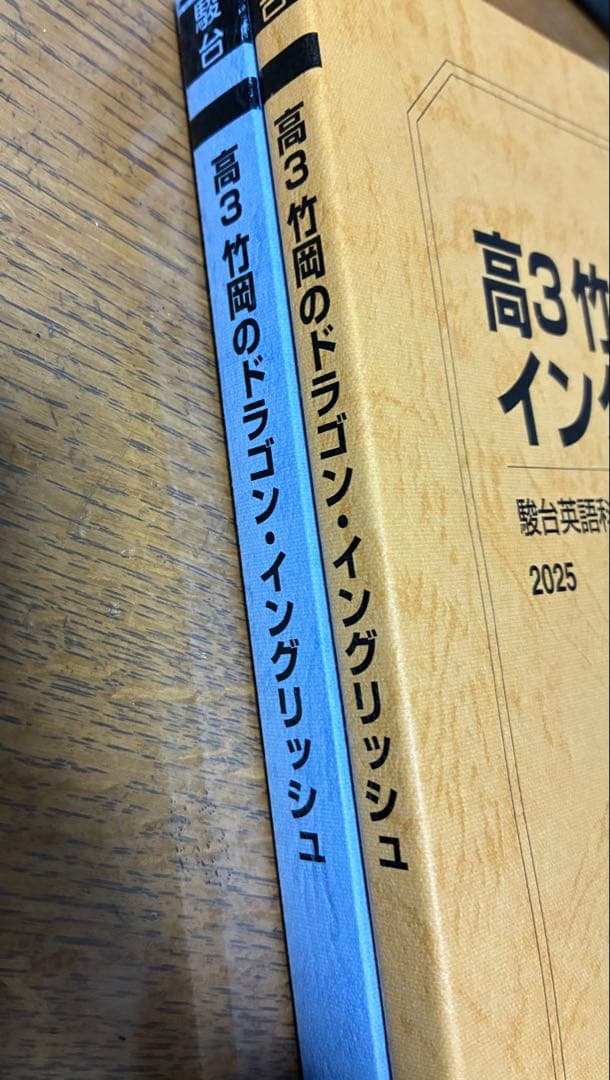 駿台
高3 竹岡のドラゴン・イングリッシュ
台
高3 竹岡のドラゴン・イングリッシュ
高3 竹
イング
駿台英語科
2025